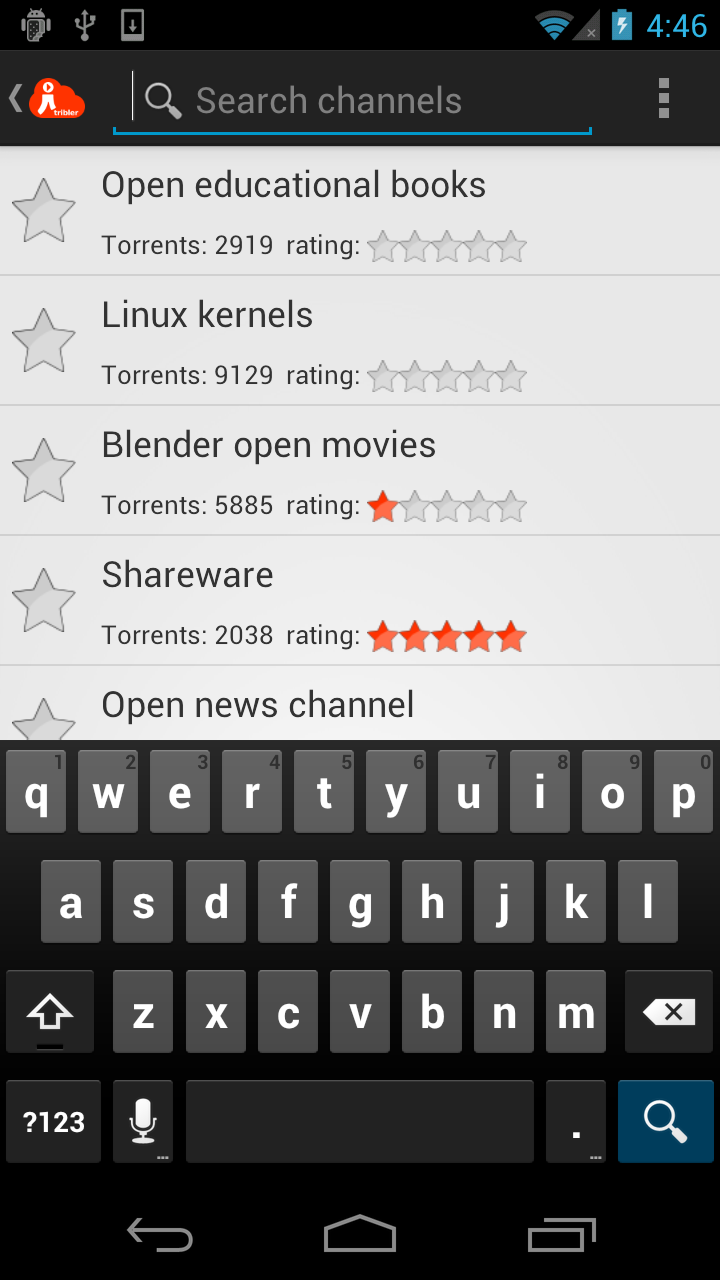 4:46
tribler
Search channels
Open educational books
Torrents: 2919 rating:
Linux kernels
Torrents: 9129 rating:
Blender open movies
Torrents: 5885 rating:
Shareware
Torrents: 2038 rating:
Open news channel
1 2 3 4 5 6 7 8 9 0
q w e r t y u i o p
a s d f g h j k l
z x c v b n m
?123 ... . ...